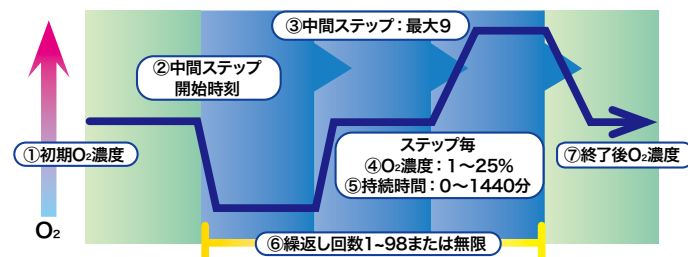 ③中間ステップ：最大9
②中間ステップ
開始時刻
①初期O₂濃度
ステップ毎
④O₂濃度：1～25%
⑤持続時間：0～1440分
⑦終了後O₂濃度
O₂
⑥繰返し回数1~98または無限